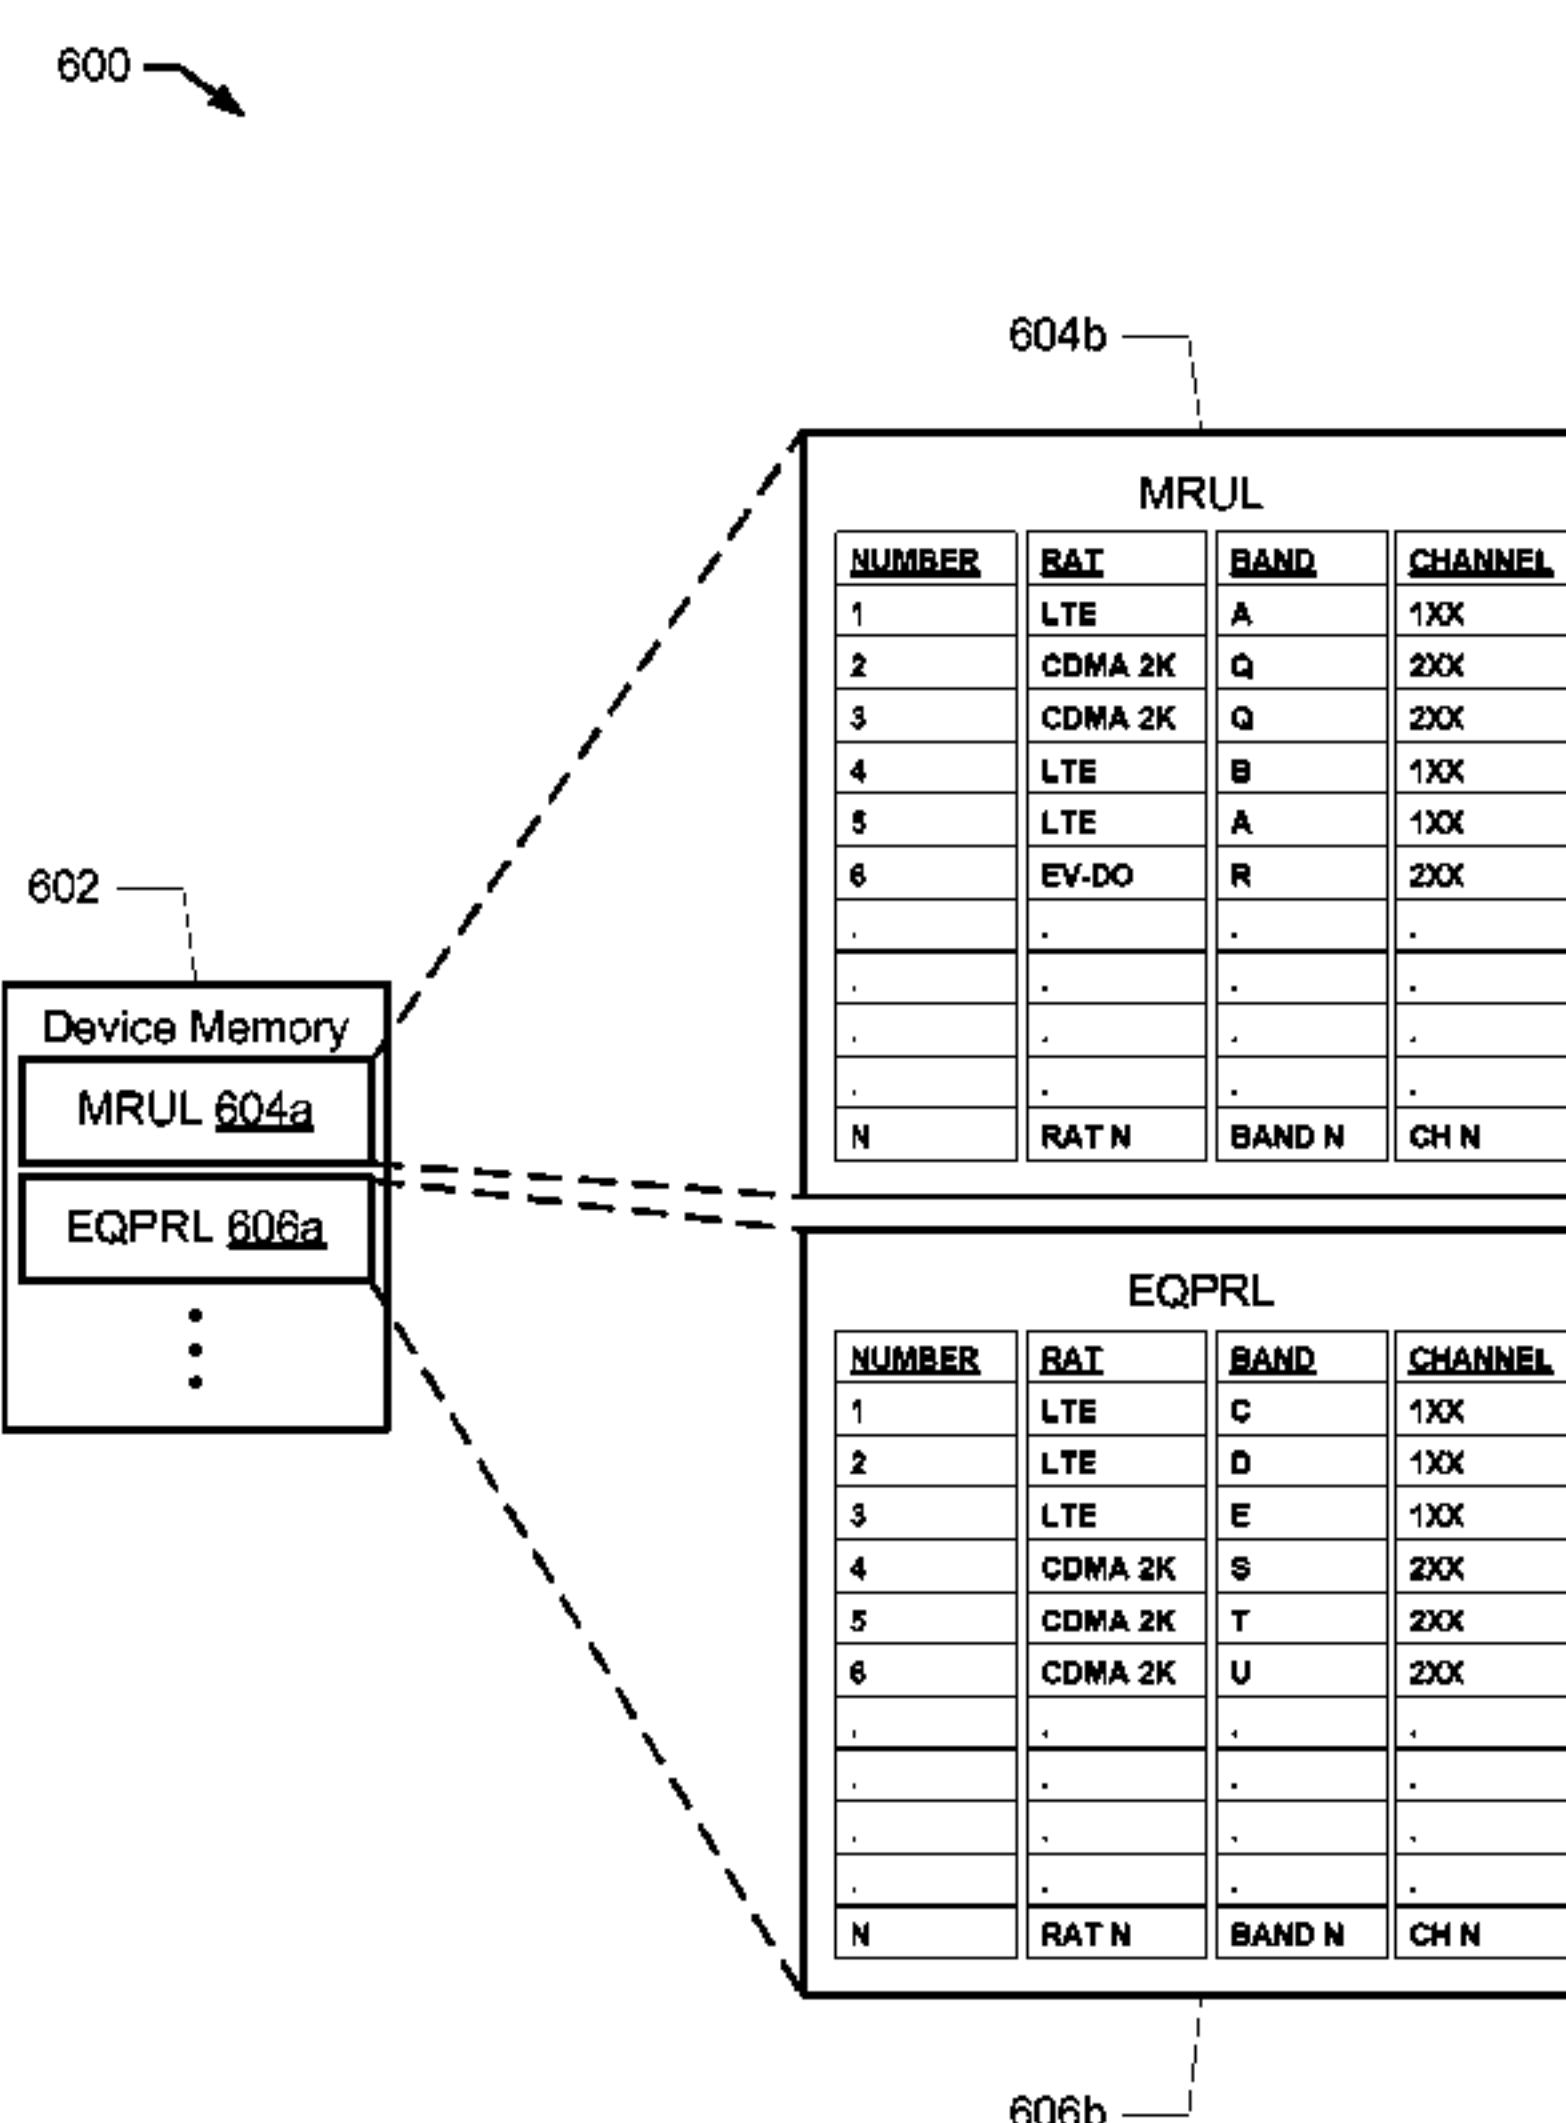 600
604b
MRUL
NUMBER RAT BAND CHANNEL
1 LTE A 1XX
2 CDMA 2K Q 2XX
3 CDMA 2K Q 2XX
4 LTE B 1XX
5 LTE A 1XX
6 EV-DO R 2XX
. . . .
. . . .
. . . .
. . . .
N RAT N BAND N CH N
602
Device Memory
MRUL 604a
EQPRL 606a
EQPRL
NUMBER RAT BAND CHANNEL
1 LTE C 1XX
2 LTE D 1XX
3 LTE E 1XX
4 CDMA 2K S 2XX
5 CDMA 2K T 2XX
6 CDMA 2K U 2XX
. . . .
. . . .
. . . .
. . . .
N RAT N BAND N CH N
606b